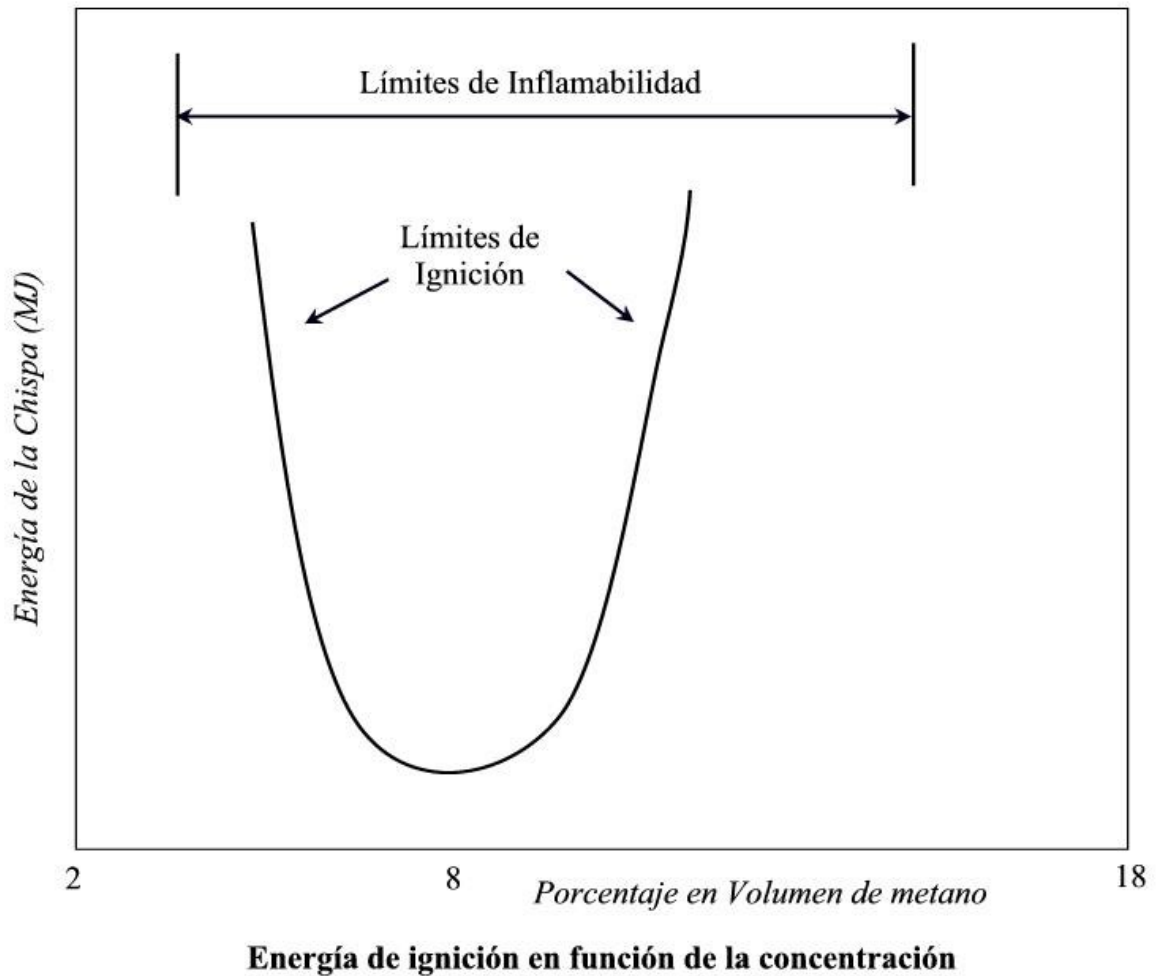 Límites de Inflamabilidad
Límites de
Ignición
Energía de la Chispa (MJ)
2
8
18
Porcentaje en Volumen de metano
Energía de ignición en función de la concentración